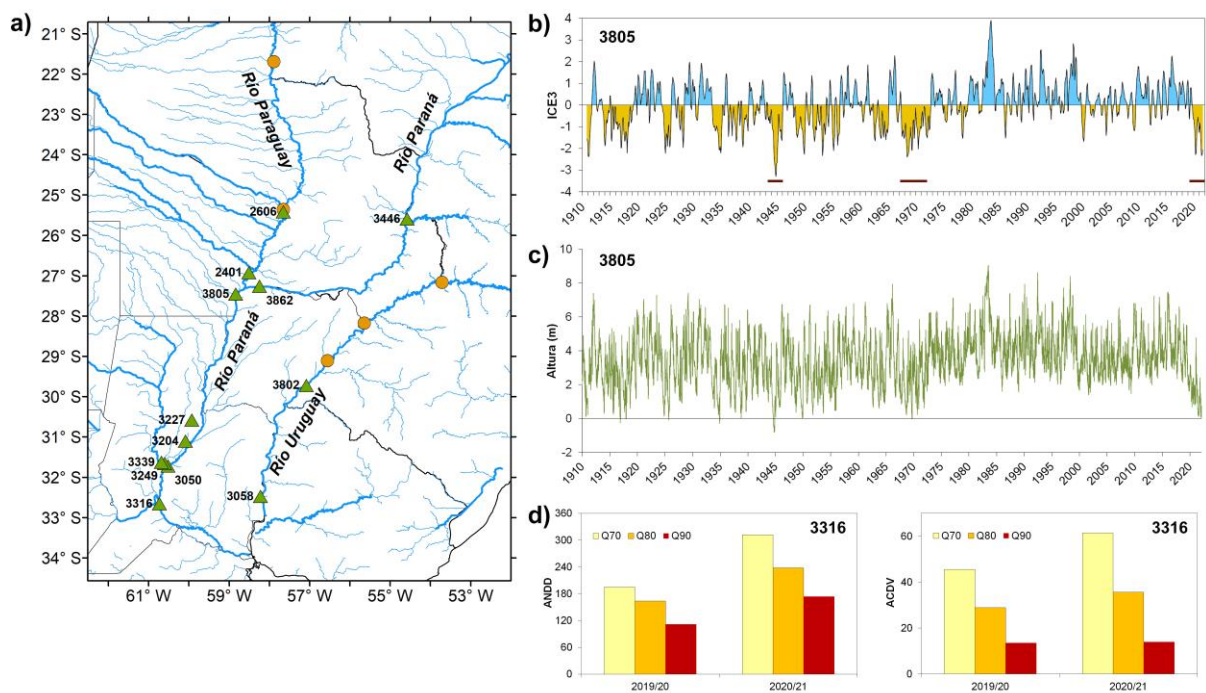 a)
21° S
22° S
23° S
24° S
25° S
26° S
27° S
28° S
29° S
30° S
31° S
32° S
33° S
34° S
61° W
59° W
57° W
55° W
53° W
Río Paraguay
Río Paraná
2606
3446
2401
3805
3862
Río Paraná
3802
Río Uruguay
3227
3204
3339
3249
3050
3316
3058
b)
3805
ICE3
4
3
2
1
0
-1
-2
-3
-4
1910
1915
1920
1925
1930
1935
1940
1945
1950
1955
1960
1965
1970
1975
1980
1985
1990
1995
2000
2005
2010
2015
2020
c)
3805
Altura (m)
10
8
6
4
2
0
-2
1910
1915
1920
1925
1930
1935
1940
1945
1950
1955
1960
1965
1970
1975
1980
1985
1990
1995
2000
2005
2010
2015
2020
d)
3316
Q70 Q80 Q90
ANDD
360
300
240
180
120
60
0
2019/20 2020/21
3316
Q70 Q80 Q90
ACDV
60
40
20
0
2019/20 2020/21